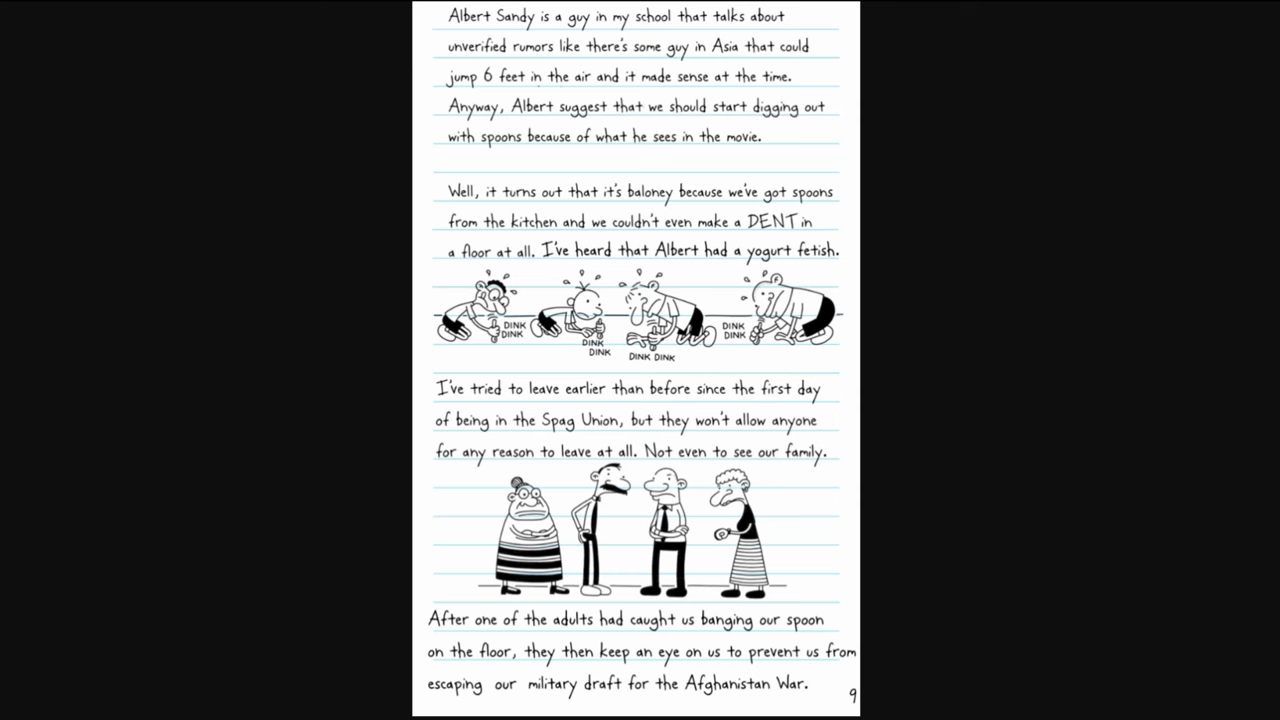 Albert Sandy is a guy in my school that talks about
unverified rumors like there's some guy in Asia that could
jump 6 feet in the air and it made sense at the time.
Anyway, Albert suggest that we should start digging out
with spoons because of what he sees in the movie.
Well, it turns out that it's baloney because we've got spoons
from the kitchen and we couldn't even make a DENT in
a floor at all. I've heard that Albert had a yogurt fetish.
DINK
DINK
DINK
DINK
DINK DINK
DINK
DINK
I've tried to leave earlier than before since the first day
of being in the Spag Union, but they won't allow anyone
for any reason to leave at all. Not even to see our family.
After one of the adults had caught us banging our spoon
on the floor, they then keep an eye on us to prevent us from
escaping our military draft for the Afghanistan War.
9